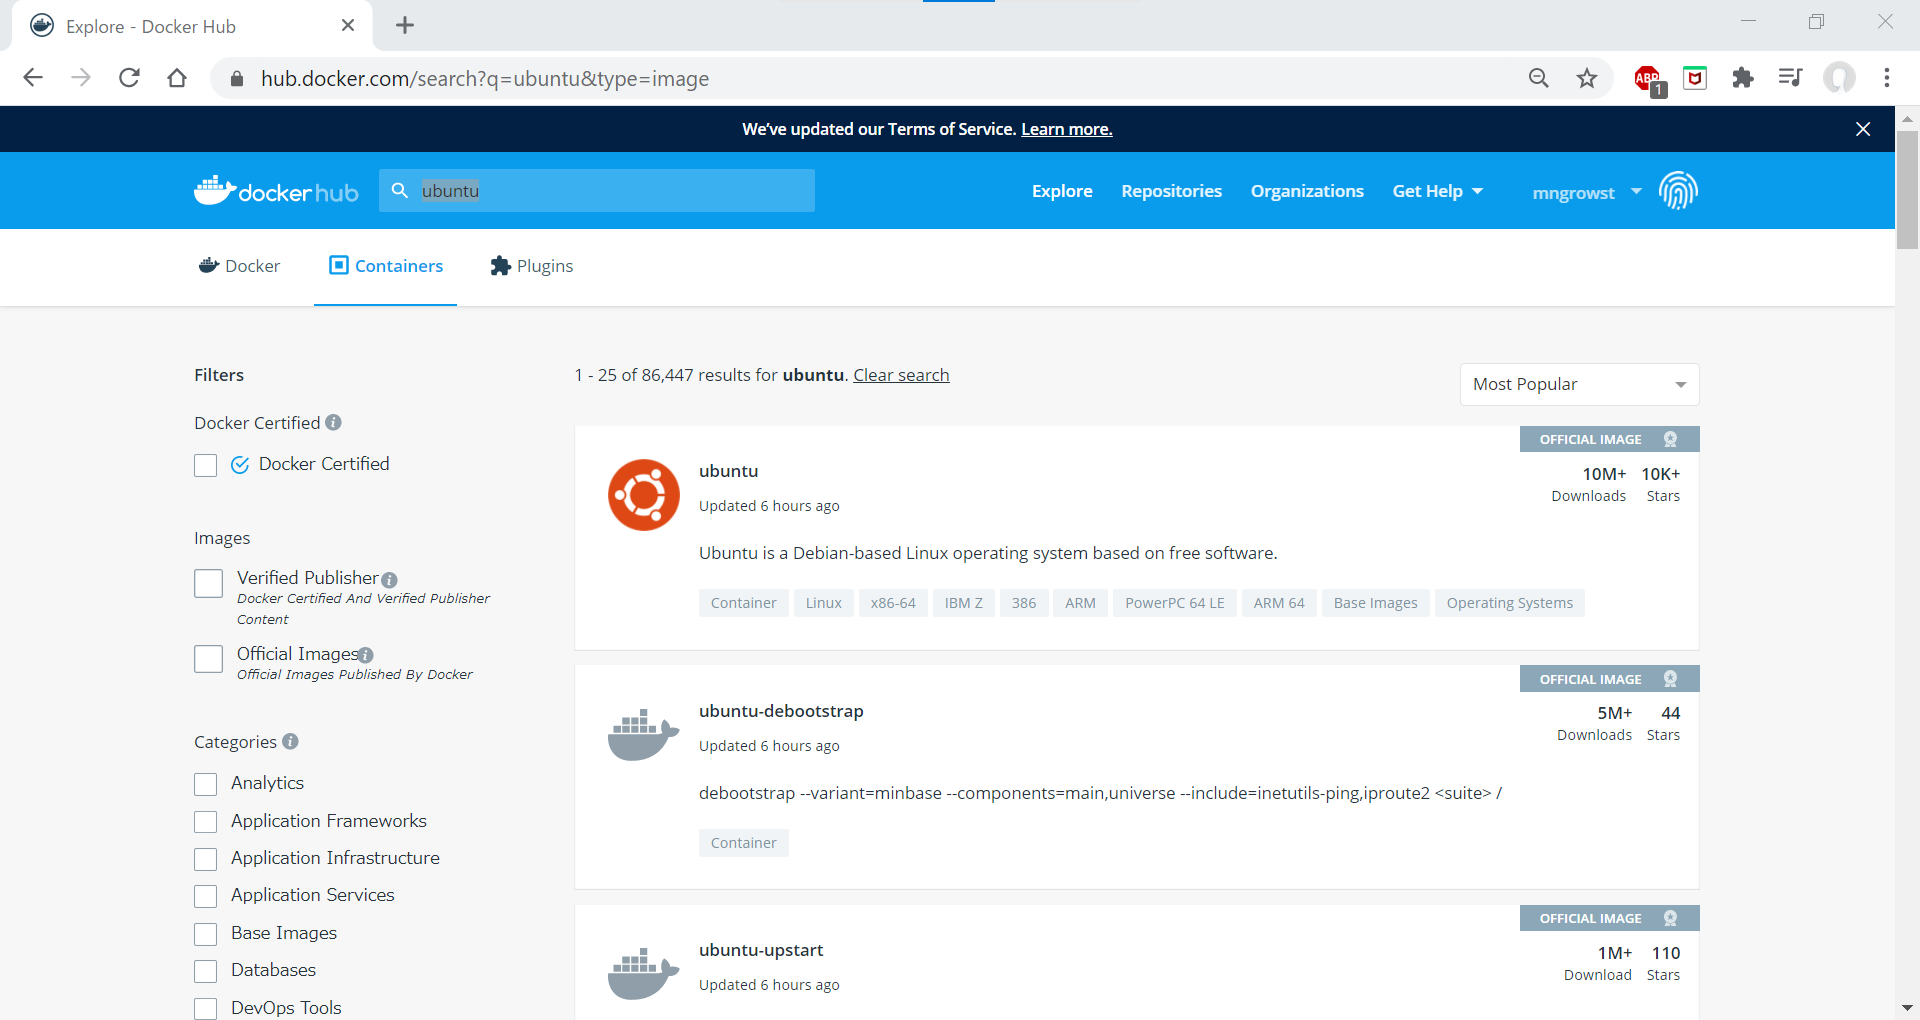 Explore - Docker Hub
hub.docker.com/search?q=ubuntu&type=image
ABP
1
We've updated our Terms of Service. Learn more.
docker hub
ubuntu
Explore
Repositories
Organizations
Get Help
mngrowst
Docker
Containers
Plugins
Filters
Docker Certified
Docker Certified
Images
Verified Publisher
Docker Certified And Verified Publisher
Content
Official Images
Official Images Published By Docker
Categories
Analytics
Application Frameworks
Application Infrastructure
Application Services
Base Images
Databases
DevOps Tools
1 - 25 of 86,447 results for ubuntu. Clear search
Most Popular
OFFICIAL IMAGE
ubuntu
Updated 6 hours ago
10M+ 10K+
Downloads Stars
Ubuntu is a Debian-based Linux operating system based on free software.
Container Linux x86-64 IBM Z 386 ARM PowerPC 64 LE ARM 64 Base Images Operating Systems
OFFICIAL IMAGE
ubuntu-debootstrap
Updated 6 hours ago
5M+ 44
Downloads Stars
debootstrap --variant=minbase --components=main,universe --include=inetutils-ping,iproute2 <suite> /
Container
OFFICIAL IMAGE
ubuntu-upstart
Updated 6 hours ago
1M+ 110
Download Stars